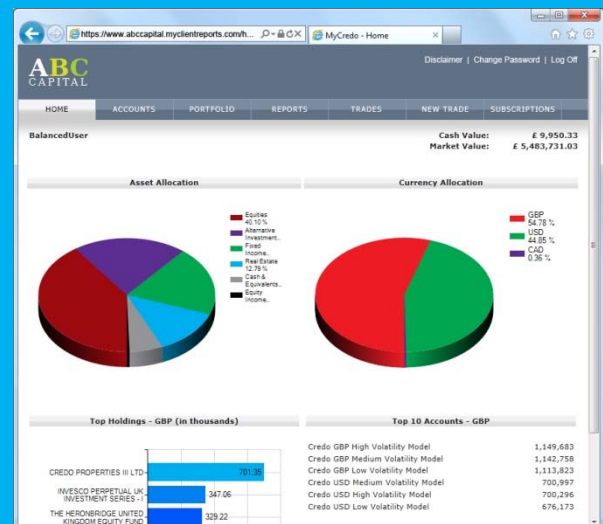 https://www.abccapital.myclientreports.com/h...
MyCredo - Home
ABC
CAPITAL
Disclaimer | Change Password | Log Off
HOME ACCOUNTS PORTFOLIO REPORTS TRADES NEW TRADE SUBSCRIPTIONS
BalancedUser
Cash Value: £ 9,950.33
Market Value: £ 5,483,731.03
Asset Allocation
Equities
40.10 %
Alternative
Investment..
Fixed
Income..
Real Estate
12.78 %
Cash &
Equivalents..
Equity
Income..
Currency Allocation
GBP
54.78 %
USD
44.85 %
CAD
0.36 %
Top Holdings - GBP (in thousands)
CREDO PROPERTIES III LTD 701.35
INVESCO PERPETUAL UK
INVESTMENT SERIES - I 347.06
THE HERONBRIDGE UNITED
KINGDOM EQUITY FUND 329.22
Top 10 Accounts - GBP
Credo GBP High Volatility Model 1,149,683
Credo GBP Medium Volatility Model 1,142,758
Credo GBP Low Volatility Model 1,113,823
Credo USD Medium Volatility Model 700,997
Credo USD High Volatility Model 700,296
Credo USD Low Volatility Model 676,173